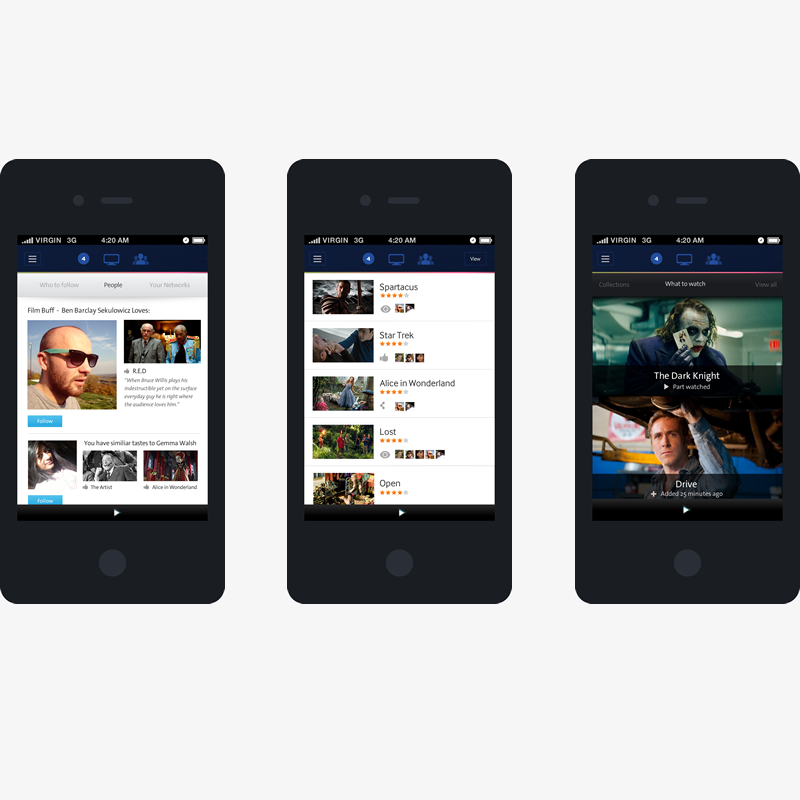 VIRGIN 3G 4:20 AM
4
Who to follow People Your Networks
Film Buff - Ben Barclay Sekulowicz Loves:
R.E.D
"When Bruce Willis plays his
indestructible yet on the surface
everyday guy he is right where
the audience loves him."
Follow
You have similiar tastes to Gemma Walsh
The Artist Alice in Wonderland
Follow
VIRGIN 3G 4:20 AM
4 View
Spartacus
Star Trek
Alice in Wonderland
Lost
Open
VIRGIN 3G 4:20 AM
4
Collections What to watch View all
The Dark Knight
Part watched
Drive
Added 25 minutes ago